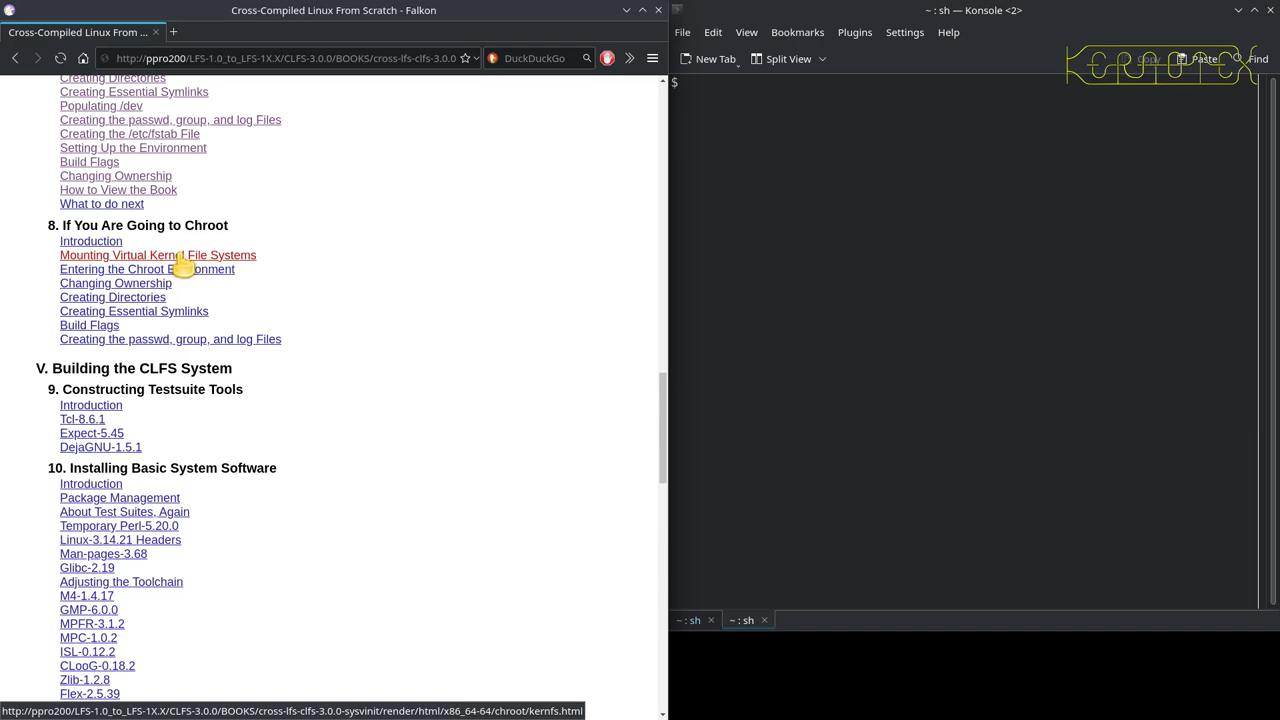 Cross-Compiled Linux From Scratch - Falkon
Cross-Compiled Linux From ...
http://ppro200/LFS-1.0_to_LFS-1X.X/CLFS-3.0.0/BOOKS/cross-lfs-clfs-3.0.0
DuckDuckGo
Creating Directories
Creating Essential Symlinks
Populating /dev
Creating the passwd, group, and log Files
Creating the /etc/fstab File
Setting Up the Environment
Build Flags
Changing Ownership
How to View the Book
What to do next
8. If You Are Going to Chroot
Introduction
Mounting Virtual Kernel File Systems
Entering the Chroot Environment
Changing Ownership
Creating Directories
Creating Essential Symlinks
Build Flags
Creating the passwd, group, and log Files
V. Building the CLFS System
9. Constructing Testsuite Tools
Introduction
Tcl-8.6.1
Expect-5.45
DejaGNU-1.5.1
10. Installing Basic System Software
Introduction
Package Management
About Test Suites, Again
Temporary Perl-5.20.0
Linux-3.14.21 Headers
Man-pages-3.68
Glibc-2.19
Adjusting the Toolchain
M4-1.4.17
GMP-6.0.0
MPFR-3.1.2
MPC-1.0.2
ISL-0.12.2
CLooG-0.18.2
Zlib-1.2.8
Flex-2.5.39
http://ppro200/LFS-1.0_to_LFS-1X.X/CLFS-3.0.0/BOOKS/cross-lfs-clfs-3.0.0-sysvinit/render/html/x86_64-64/chroot/kernfs.html
~ : sh — Konsole <2>
File Edit View Bookmarks Plugins Settings Help
New Tab Split View Copy Paste Find
$
~ : sh ~ : sh